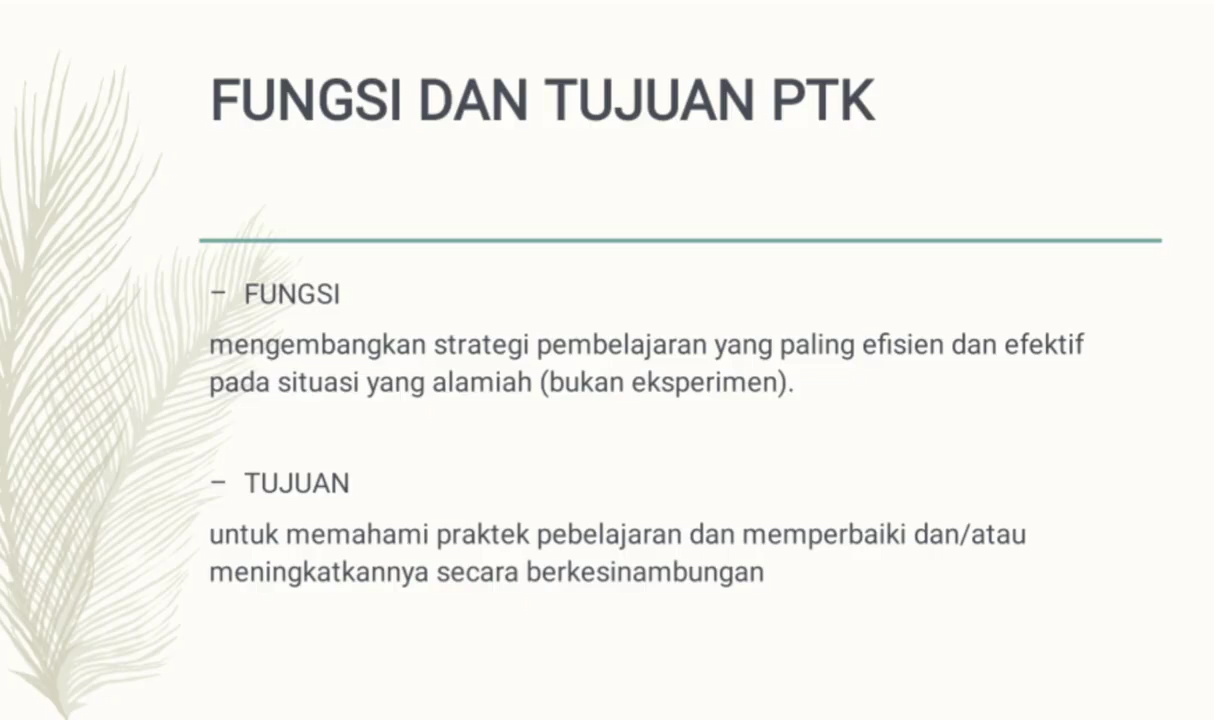 FUNGSI DAN TUJUAN PTK
– FUNGSI
mengembangkan strategi pembelajaran yang paling efisien dan efektif
pada situasi yang alamiah (bukan eksperimen).
– TUJUAN
untuk memahami praktek pebelajaran dan memperbaiki dan/atau
meningkatkannya secara berkesinambungan